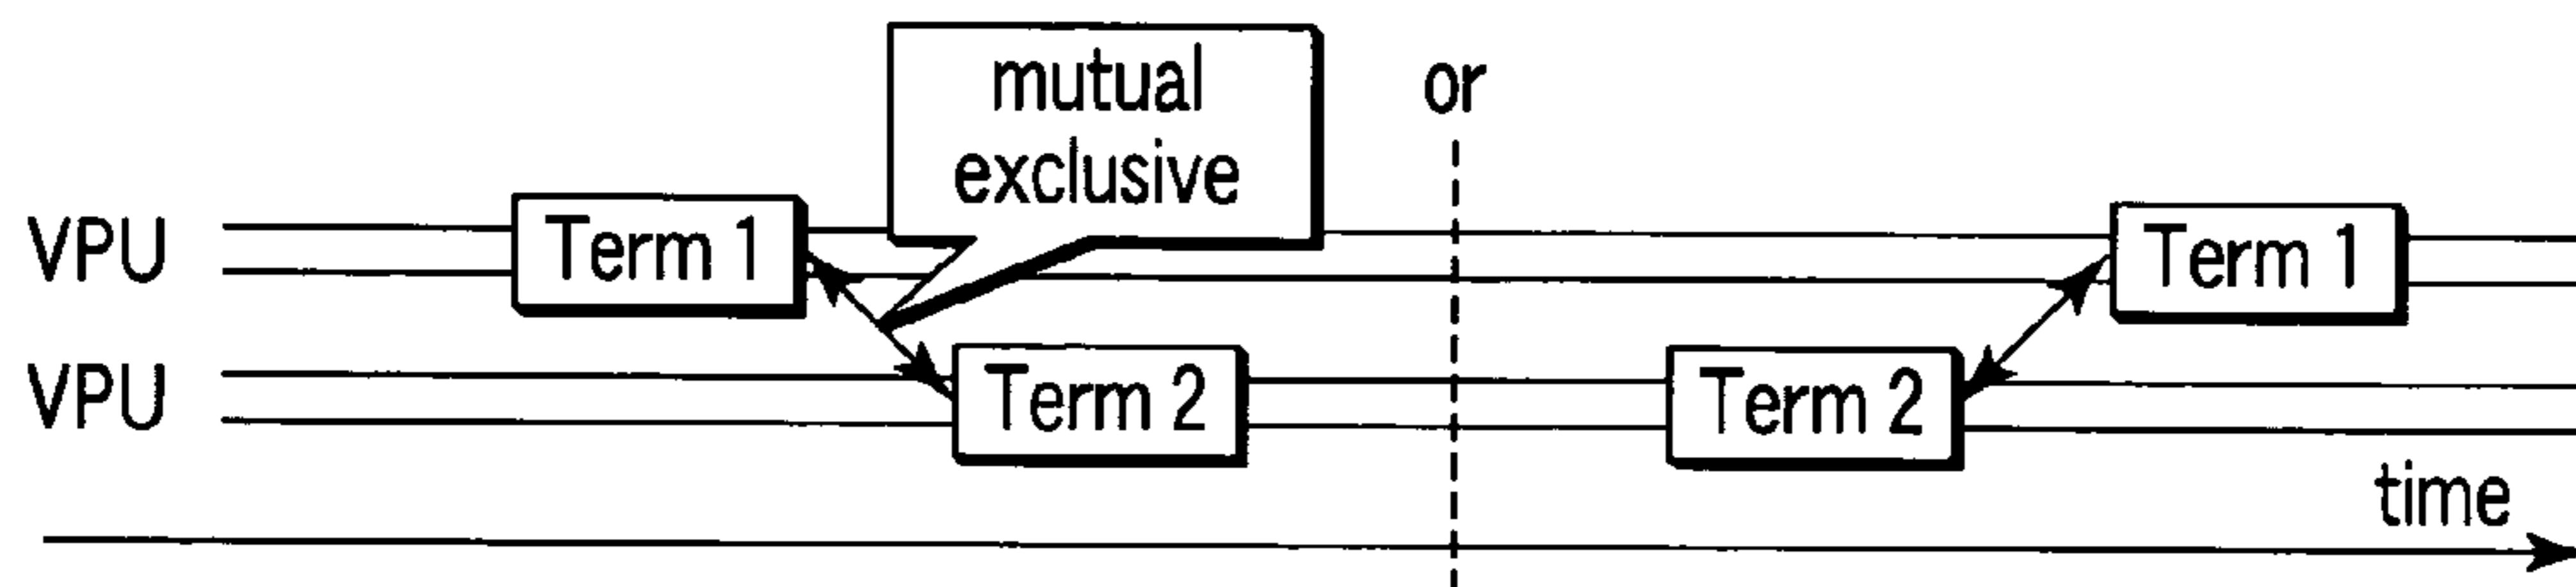 mutual
exclusive
or
VPU
Term 1
Term 1
VPU
Term 2
Term 2
time